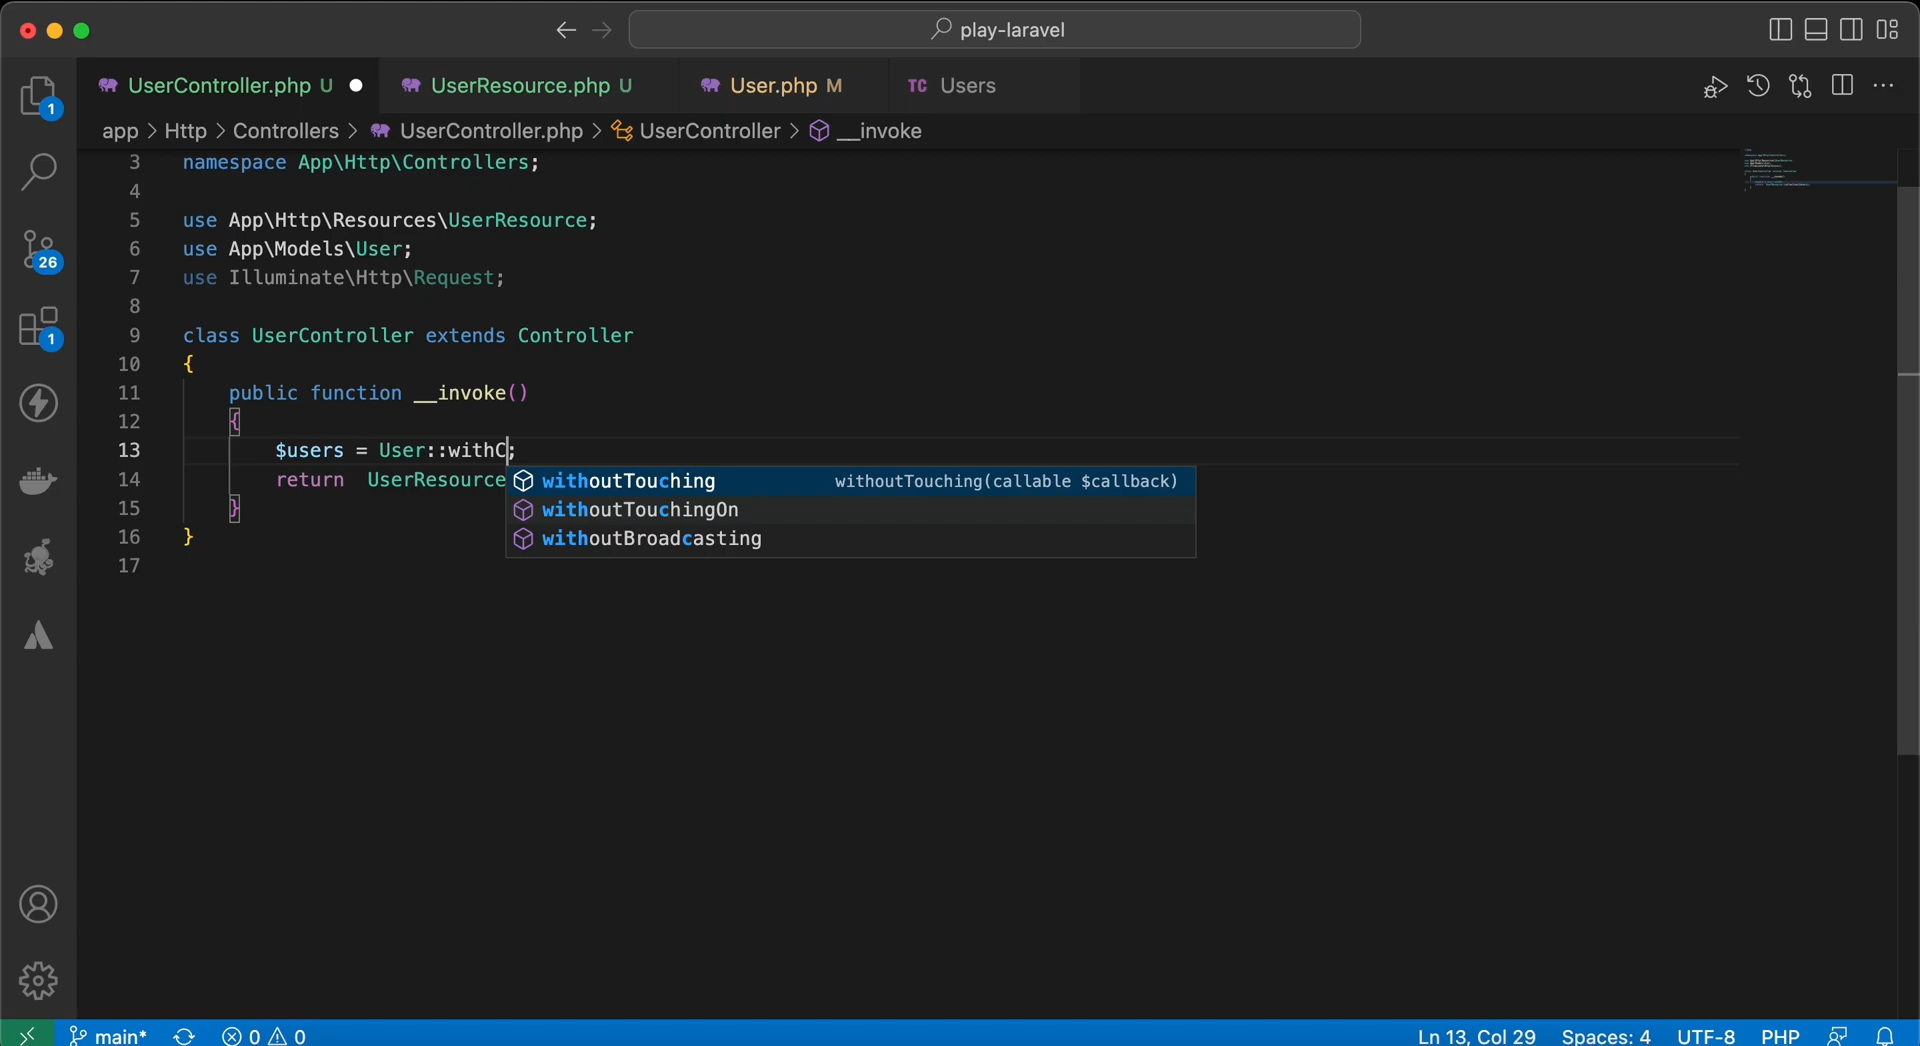 play-laravel
UserController.php U
UserResource.php U
User.php M
TC Users
app > Http > Controllers > UserController.php > UserController > __invoke
1
26
1
3 namespace App\Http\Controllers;
4
5 use App\Http\Resources\UserResource;
6 use App\Models\User;
7 use Illuminate\Http\Request;
8
9 class UserController extends Controller
10 {
11 public function __invoke()
12 {
13 $users = User::withC;
14 return UserResource
15 }
16 }
17
withoutTouching withoutTouching(callable $callback)
withoutTouchingOn
withoutBroadcasting
main* 0 0 Ln 13, Col 29 Spaces: 4 UTF-8 PHP